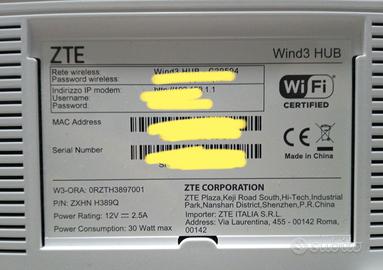 ZTE
Wind3 HUB
Rete wireless:
Password wireless:
Indirizzo IP modem:
Username:
Password:
MAC Address
Serial Number
Wi Fi
CERTIFIED
CE
Made in China
W3-ORA: 0RZTH3897001
P/N: ZXHN H389Q
Power Rating: 12V ⎓ 2.5A
Power Consumption: 30 Watt max
ZTE CORPORATION
ZTE Plaza,Keji Road South,Hi-Tech,Industrial
Park,Nanshan District,Shenzhen,P.R.China
Importer: ZTE ITALIA S.R.L.
Address: Via Laurentina, 455 - 00142 Roma,
00142
subito